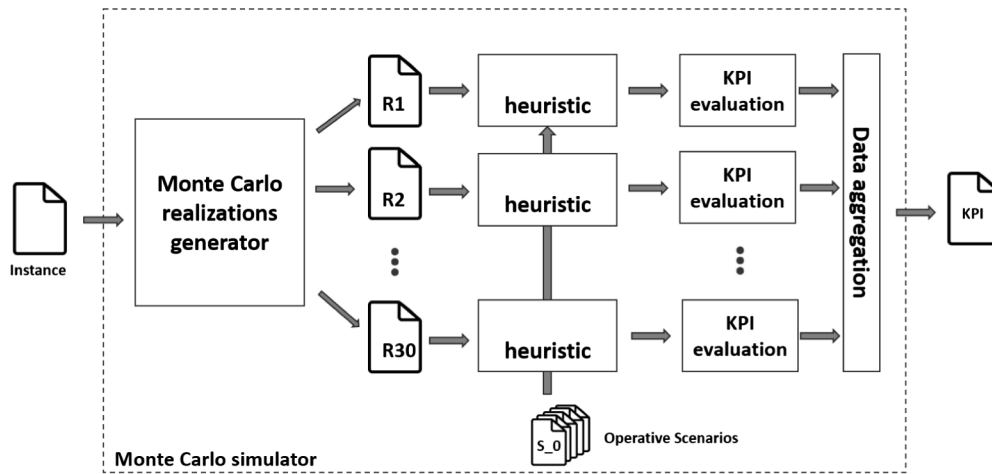 Instance
Monte Carlo
realizations
generator
R1
heuristic
KPI
evaluation
R2
heuristic
KPI
evaluation
R30
heuristic
KPI
evaluation
Data aggregation
KPI
S_0
Operative Scenarios
Monte Carlo simulator